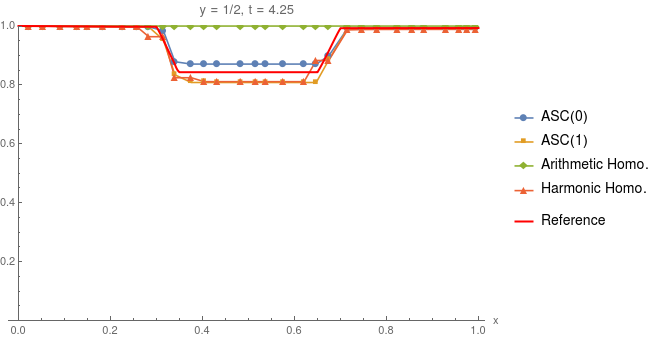 y = 1/2, t = 4.25
1.0
0.8
0.6
0.4
0.2
0.0
0.2
0.4
0.6
0.8
1.0
x
ASC(0)
ASC(1)
Arithmetic Homo.
Harmonic Homo.
Reference